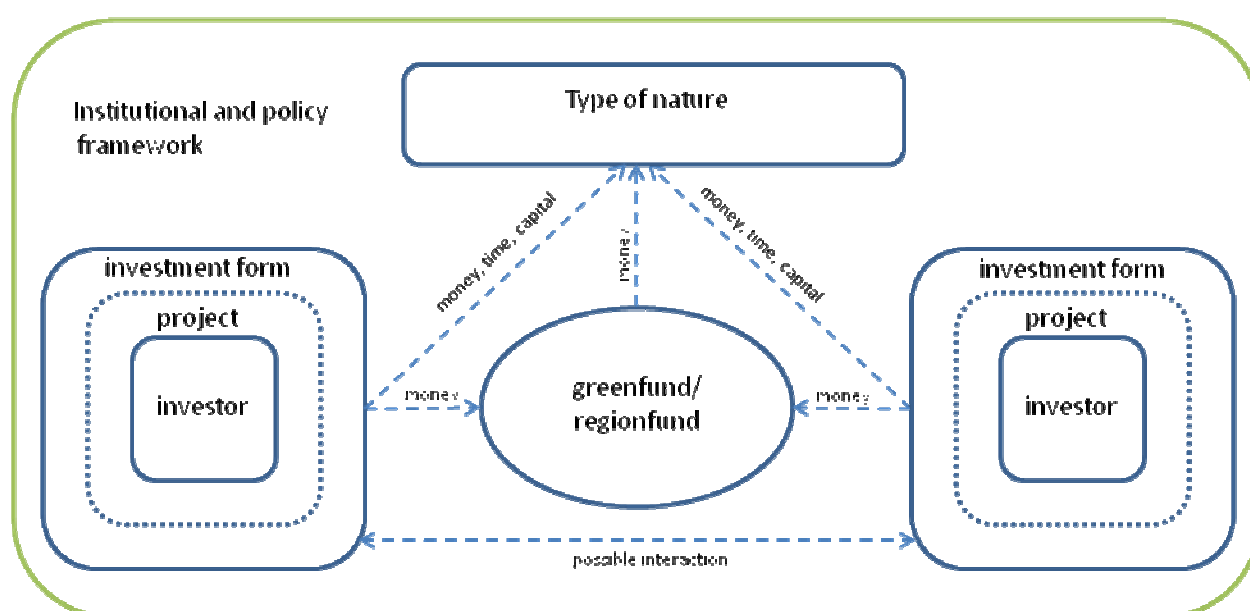 Type of nature
Institutional and policy
framework
money, time, capital
money
money, time, capital
investment form
project
investor
money
greenfund/
regionfund
money
investment form
project
investor
possible interaction